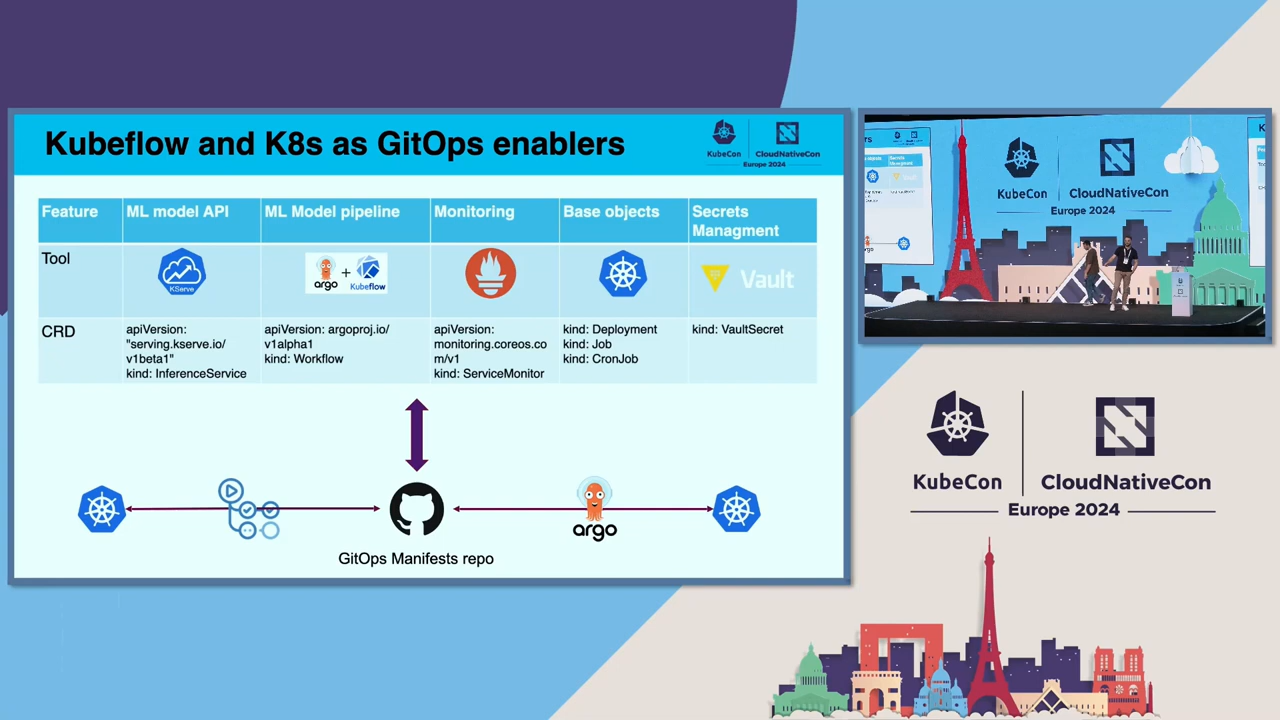 Kubeflow and K8s as GitOps enablers
KubeCon
CloudNativeCon
Europe 2024
Feature
ML model API
ML Model pipeline
Monitoring
Base objects
Secrets
Managment
Tool
KServe
argo
+
Kubeflow
Vault
CRD
apiVersion:
"serving.kserve.io/
v1beta1"
kind: InferenceService
apiVersion: argoproj.io/
v1alpha1
kind: Workflow
apiVersion:
monitoring.coreos.co
m/v1
kind: ServiceMonitor
kind: Deployment
kind: Job
kind: CronJob
kind: VaultSecret
argo
GitOps Manifests repo
KubeCon
CloudNativeCon
Europe 2024
KubeCon
CloudNativeCon
Europe 2024